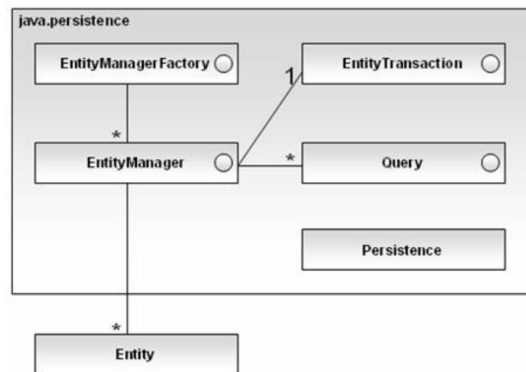 java.persistence
EntityManagerFactory
EntityTransaction
1
*
EntityManager
*
Query
Persistence
*
Entity